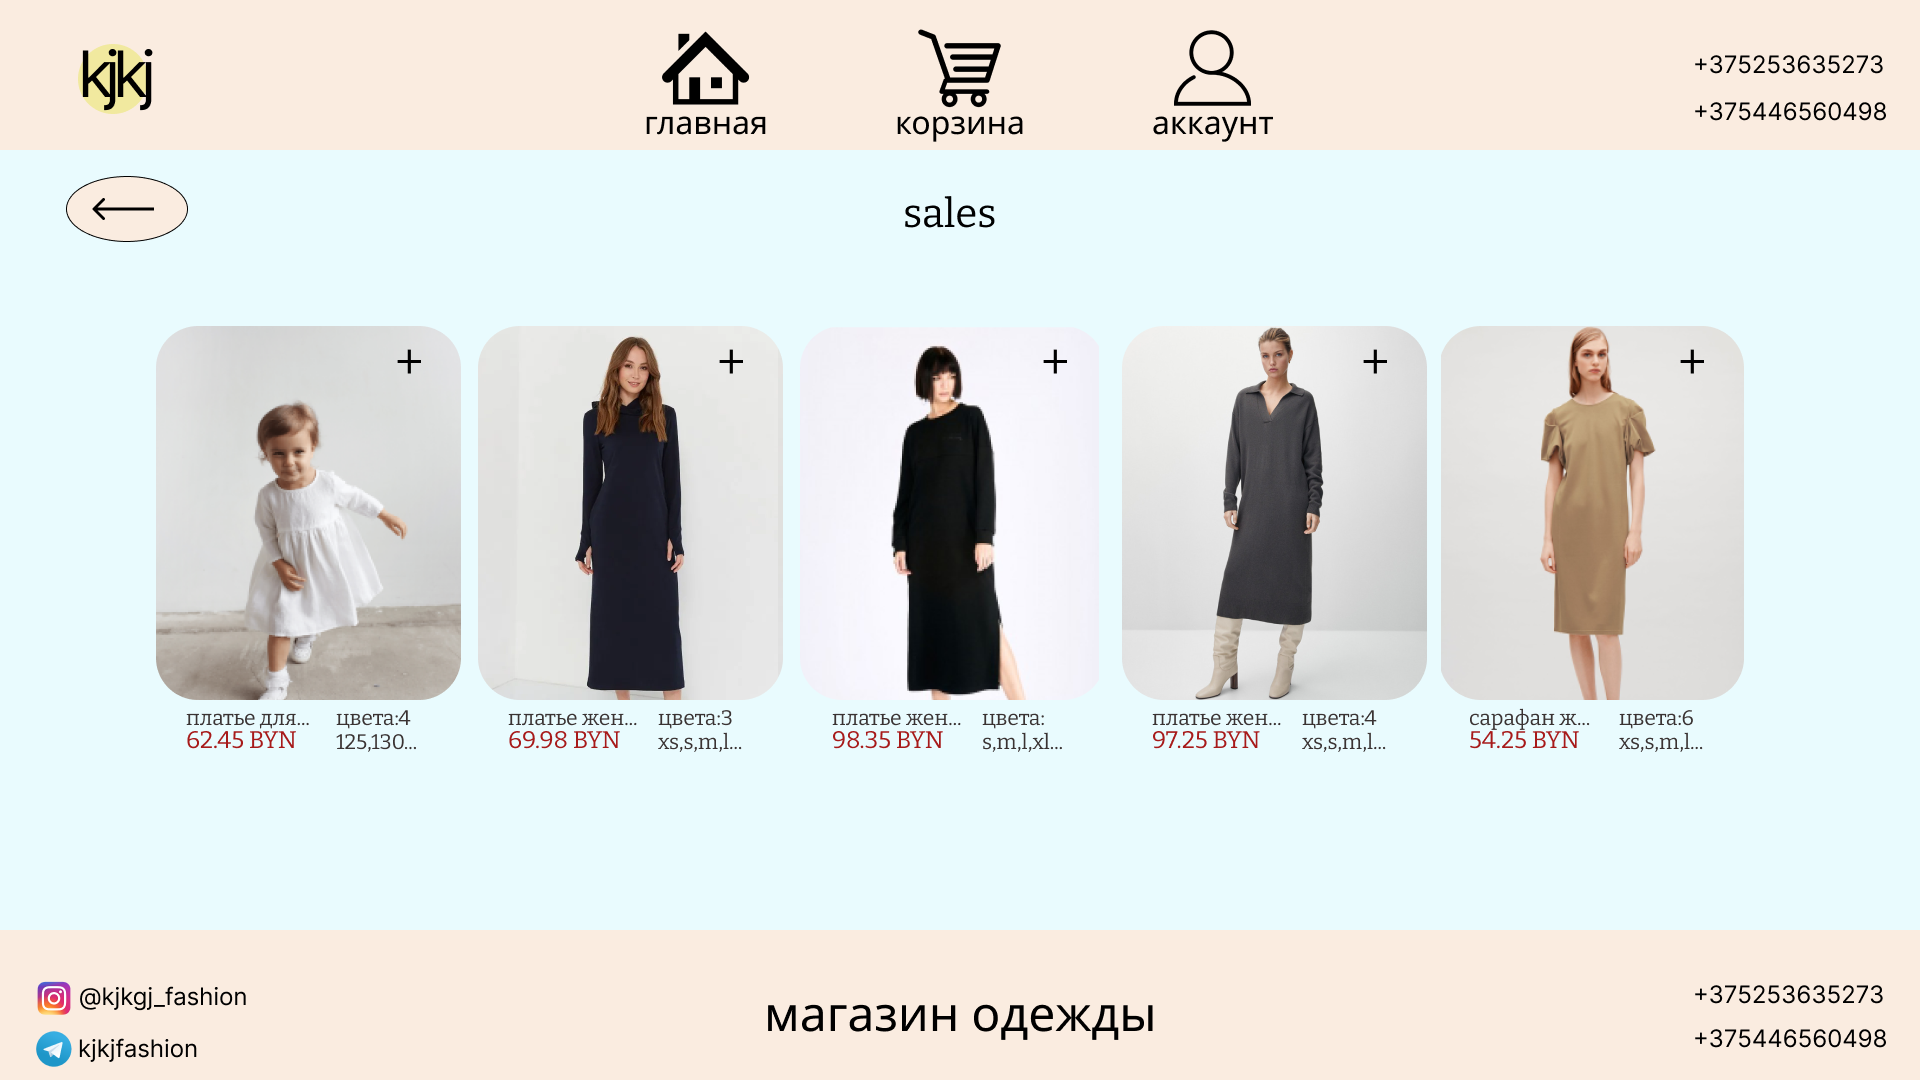 kjkj
главная
корзина
аккаунт
+375253635273
+375446560498
sales
платье для...
62.45 BYN
цвета:4
125,130...
платье жен...
69.98 BYN
цвета:3
xs,s,m,l...
платье жен...
98.35 BYN
цвета:
s,m,l,xl...
платье жен...
97.25 BYN
цвета:4
xs,s,m,l...
сарафан ж...
54.25 BYN
цвета:6
xs,s,m,l...
@kjkgj_fashion
kjkjfashion
магазин одежды
+375253635273
+375446560498